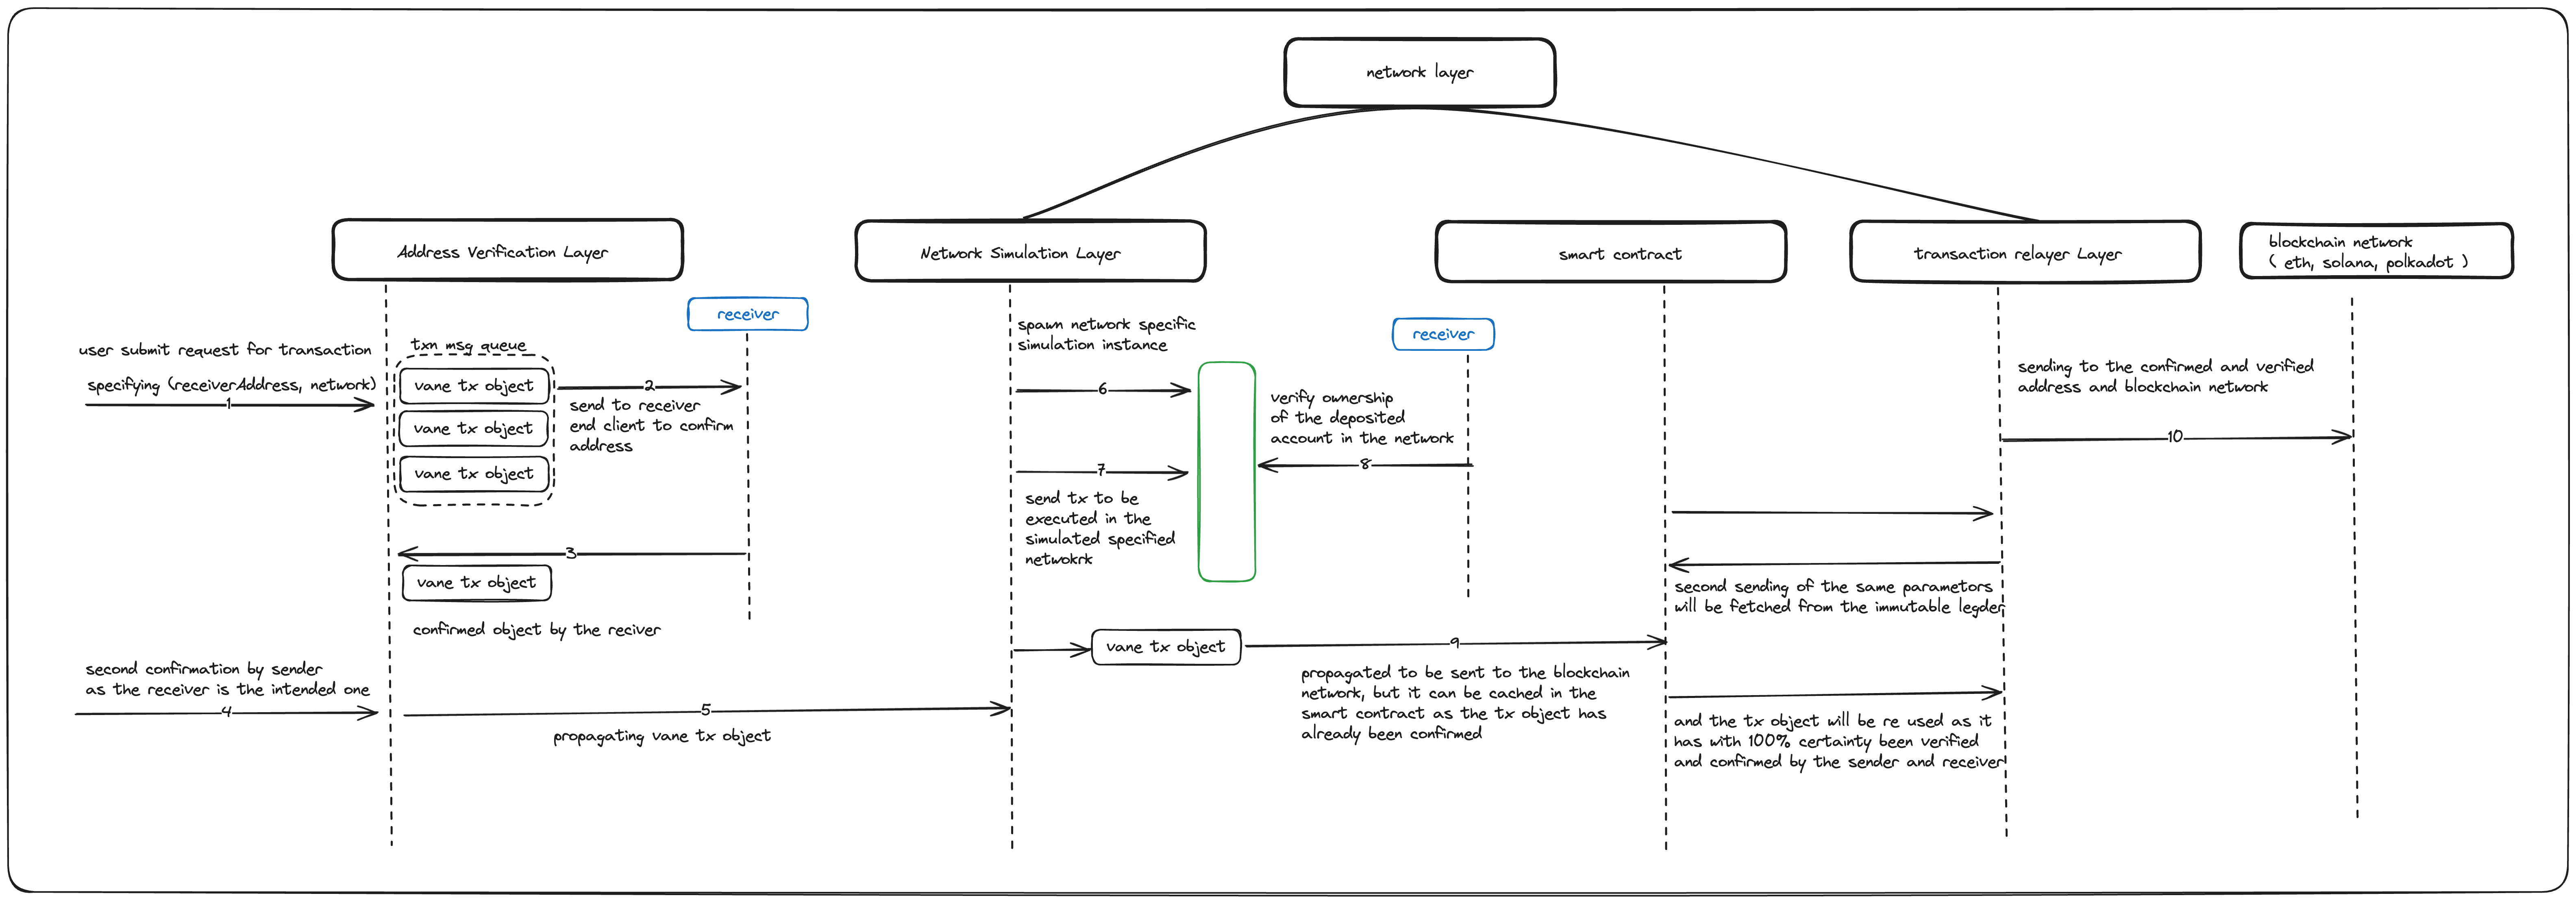 network layer
Address Verification Layer
Network Simulation Layer
smart contract
transaction relayer Layer
blockchain network
( eth, solana, polkadot )
user submit request for transaction
specifying (receiverAddress, network)
1
txn msg queue
vane tx object
vane tx object
vane tx object
2
send to receiver
end client to confirm
address
receiver
3
vane tx object
confirmed object by the reciver
second confirmation by sender
as the receiver is the intended one
4
5
propagating vane tx object
spawn network specific
simulation instance
6
7
send tx to be
executed in the
simulated specified
netwokrk
receiver
verify ownership
of the deposited
account in the network
8
vane tx object
9
propagated to be sent to the blockchain
network, but it can be cached in the
smart contract as the tx object has
already been confirmed
second sending of the same parametors
will be fetched from the immutable legder
and the tx object will be re used as it
has with 100% certainty been verified
and confirmed by the sender and receiver
sending to the confirmed and verified
address and blockchain network
10